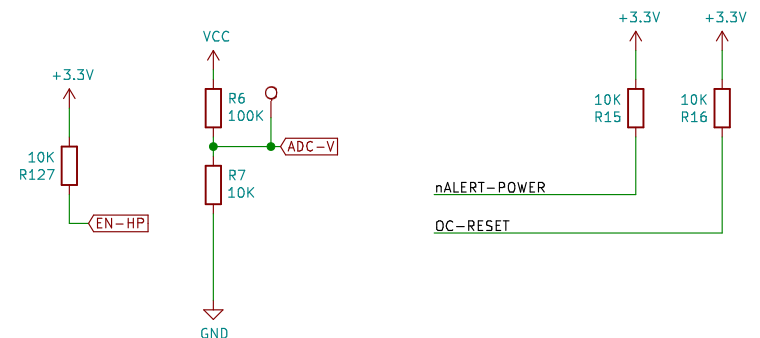 +3.3V
10K
R127
EN-HP
VCC
R6
100K
ADC-V
R7
10K
GND
+3.3V
10K
R15
+3.3V
10K
R16
nALERT-POWER
OC-RESET